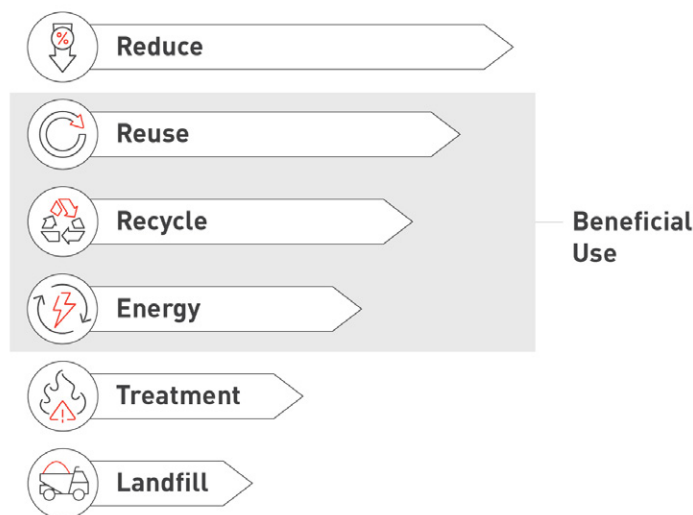 %
Reduce
Reuse
Recycle
Beneficial
Use
Energy
Treatment
Landfill